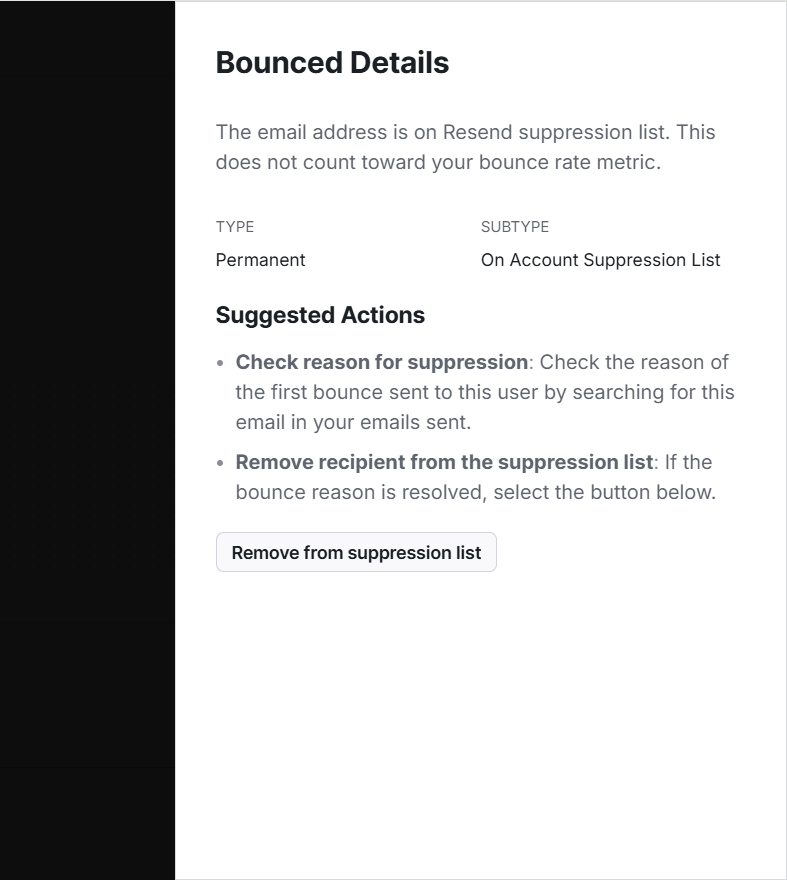 Bounced Details
The email address is on Resend suppression list. This
does not count toward your bounce rate metric.
TYPE
SUBTYPE
Permanent
On Account Suppression List
Suggested Actions
• Check reason for suppression: Check the reason of
the first bounce sent to this user by searching for this
email in your emails sent.
• Remove recipient from the suppression list: If the
bounce reason is resolved, select the button below.
Remove from suppression list